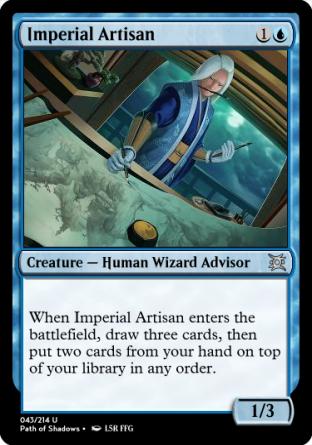 Imperial Artisan 1
Creature — Human Wizard Advisor
When Imperial Artisan enters the
battlefield, draw three cards, then
put two cards from your hand on top
of your library in any order.
1/3
043/214 U
Path of Shadows • LSR FFG